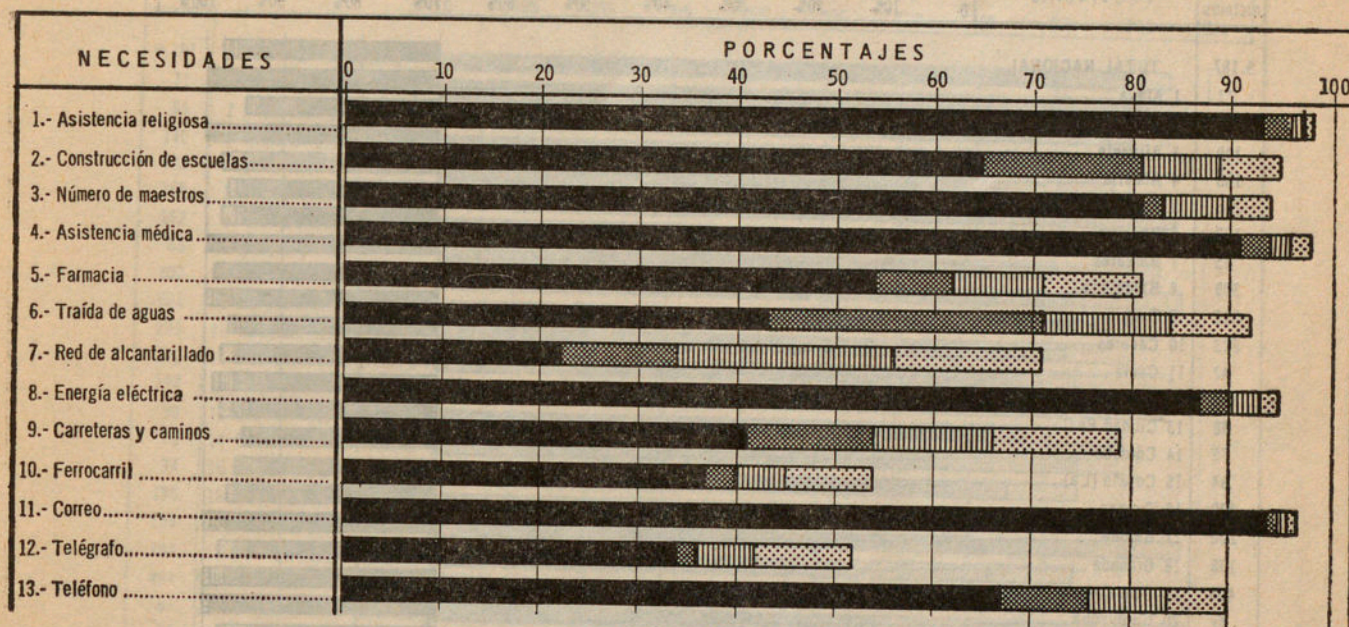 NECESIDADES
PORCENTAJES
0 10 20 30 40 50 60 70 80 90 100
1.- Asistencia religiosa
2.- Construcción de escuelas
3.- Número de maestros
4.- Asistencia médica
5.- Farmacia
6.- Traída de aguas
7.- Red de alcantarillado
8.- Energía eléctrica
9.- Carreteras y caminos
10.- Ferrocarril
11.- Correo
12.- Telégrafo
13.- Teléfono